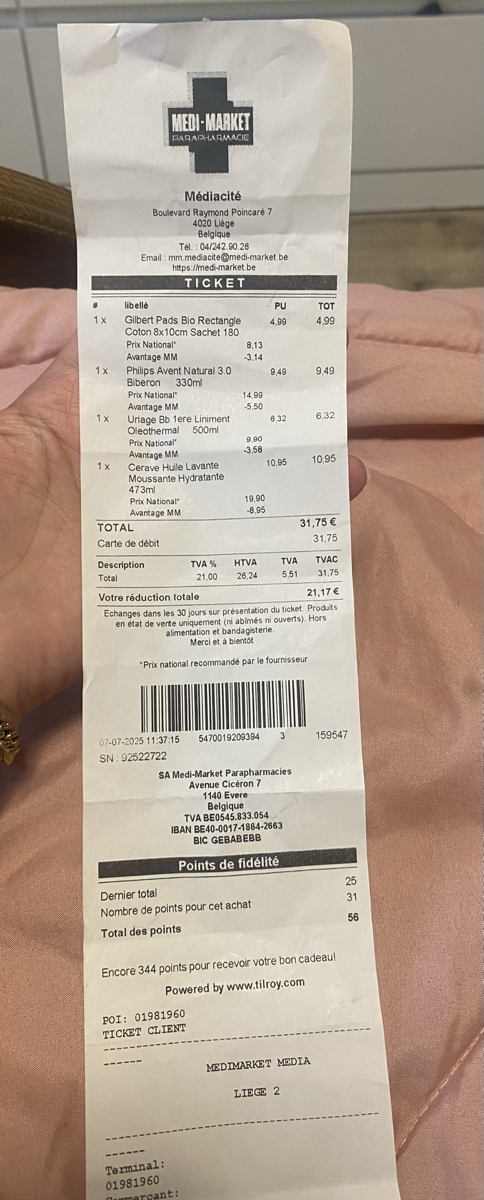 MEDI-MARKET
PARAPHARMACIE
Médiacité
Boulevard Raymond Poincaré 7
4020 Liège
Belgique
Tél. : 04/242.90.26
Email : mm.mediacite@medi-market.be
https://medi-market.be
TICKET
# libellé PU TOT
1 x Gilbert Pads Bio Rectangle 4,99 4,99
Coton 8x10cm Sachet 180
Prix National* 8,13
Avantage MM -3,14
1 x Philips Avent Natural 3.0 9,49 9,49
Biberon 330ml
Prix National* 14,99
Avantage MM -5,50
1 x Uriage Bb 1ere Liniment 6,32 6,32
Oleothermal 500ml
Prix National* 9,90
Avantage MM -3,58
1 x Cerave Huile Lavante 10,95 10,95
Moussante Hydratante
473ml
Prix National* 19,90
Avantage MM -8,95
TOTAL 31,75 €
Carte de débit 31,75
Description TVA % HTVA TVA TVAC
Total 21,00 26,24 5,51 31,75
Votre réduction totale 21,17 €
Echanges dans les 30 jours sur présentation du ticket. Produits
en état de vente uniquement (ni abîmés ni ouverts). Hors
alimentation et bandagisterie.
Merci et à bientôt
*Prix national recommandé par le fournisseur
07-07-2025 11:37:15 5470019209394 3 159547
SN : 92522722
SA Medi-Market Parapharmacies
Avenue Cicéron 7
1140 Evere
Belgique
TVA BE0545.833.054
IBAN BE40-0017-1864-2663
BIC GEBABEBB
Points de fidélité
Dernier total 25
Nombre de points pour cet achat 31
Total des points 56
Encore 344 points pour recevoir votre bon cadeau!
Powered by www.tilroy.com
POI: 01981960
TICKET CLIENT
MEDIMARKET MEDIA
LIEGE 2
Terminal:
01981960
Commerçant: